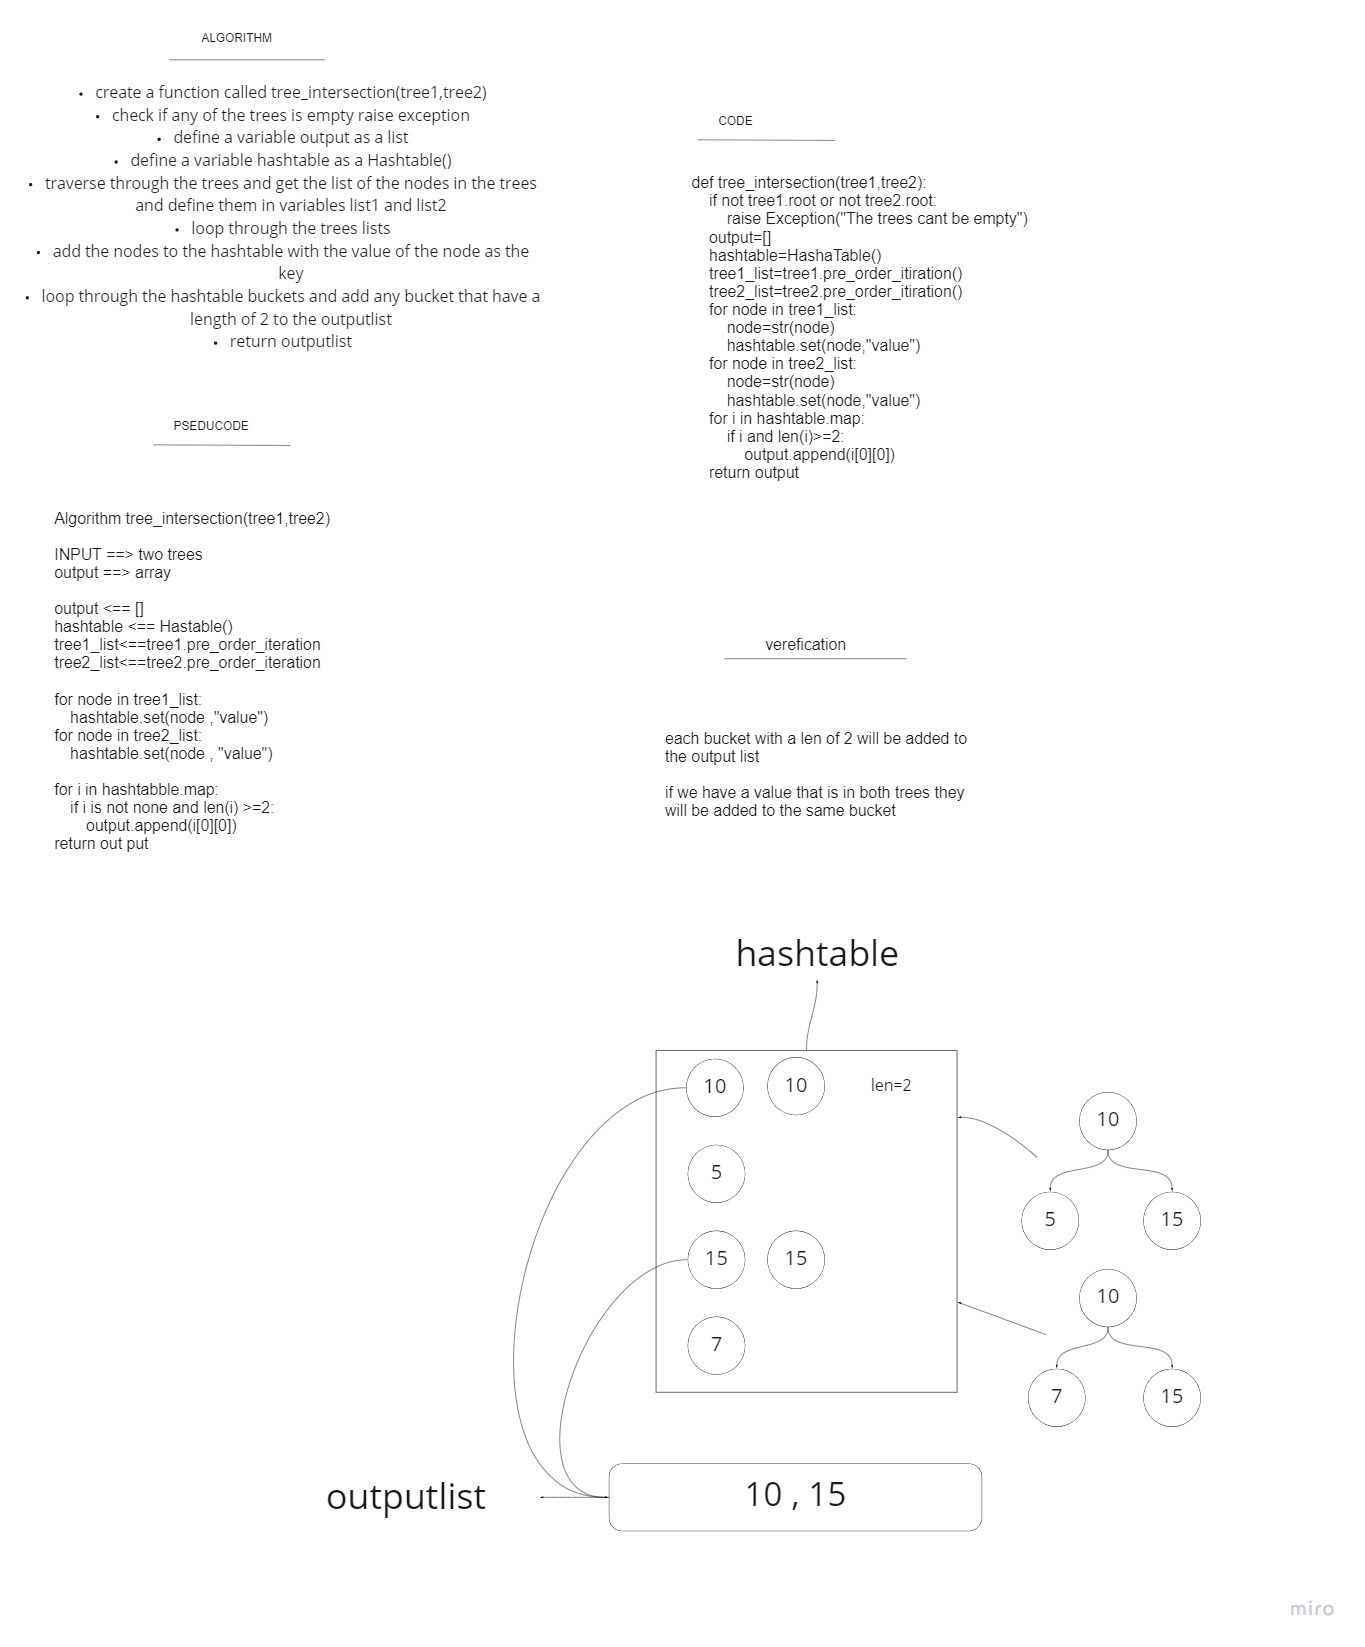 ALGORITHM
• create a function called tree_intersection(tree1,tree2)
• check if any of the trees is empty raise exception
• define a variable output as a list
• define a variable hashtable as a Hashtable()
• traverse through the trees and get the list of the nodes in the trees
and define them in variables list1 and list2
• loop through the trees lists
• add the nodes to the hashtable with the value of the node as the
key
• loop through the hashtable buckets and add any bucket that have a
length of 2 to the outputlist
• return outputlist
PSEDUCODE
Algorithm tree_intersection(tree1,tree2)
INPUT ==> two trees
output ==> array
output <== []
hashtable <== Hastable()
tree1_list<==tree1.pre_order_iteration
tree2_list<==tree2.pre_order_iteration
for node in tree1_list:
hashtable.set(node ,"value")
for node in tree2_list:
hashtable.set(node , "value")
for i in hashtabble.map:
if i is not none and len(i) >=2:
output.append(i[0][0])
return out put
CODE
def tree_intersection(tree1,tree2):
if not tree1.root or not tree2.root:
raise Exception("The trees cant be empty")
output=[]
hashtable=HashaTable()
tree1_list=tree1.pre_order_itiration()
tree2_list=tree2.pre_order_itiration()
for node in tree1_list:
node=str(node)
hashtable.set(node,"value")
for node in tree2_list:
node=str(node)
hashtable.set(node,"value")
for i in hashtable.map:
if i and len(i)>=2:
output.append(i[0][0])
return output
verefication
each bucket with a len of 2 will be added to
the output list
if we have a value that is in both trees they
will be added to the same bucket
hashtable
10 10 len=2
5
15 15
7
10
5 15
10
7 15
outputlist
10 , 15
miro